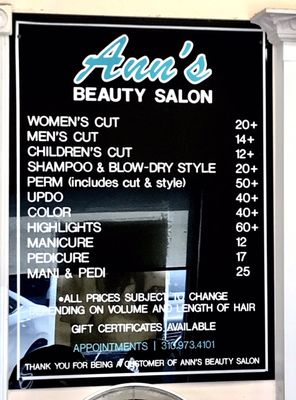 Ann's
BEAUTY SALON
WOMEN'S CUT 20+
MEN'S CUT 14+
CHILDREN'S CUT 12+
SHAMPOO & BLOW-DRY STYLE 20+
PERM (includes cut & style) 50+
UPDO 40+
COLOR 40+
HIGHLIGHTS 60+
MANICURE 12
PEDICURE 17
MANI & PEDI 25
•ALL PRICES SUBJECT TO CHANGE
DEPENDING ON VOLUME AND LENGTH OF HAIR
GIFT CERTIFICATES AVAILABLE
APPOINTMENTS | 310.973.4101
THANK YOU FOR BEING A CUSTOMER OF ANN'S BEAUTY SALON